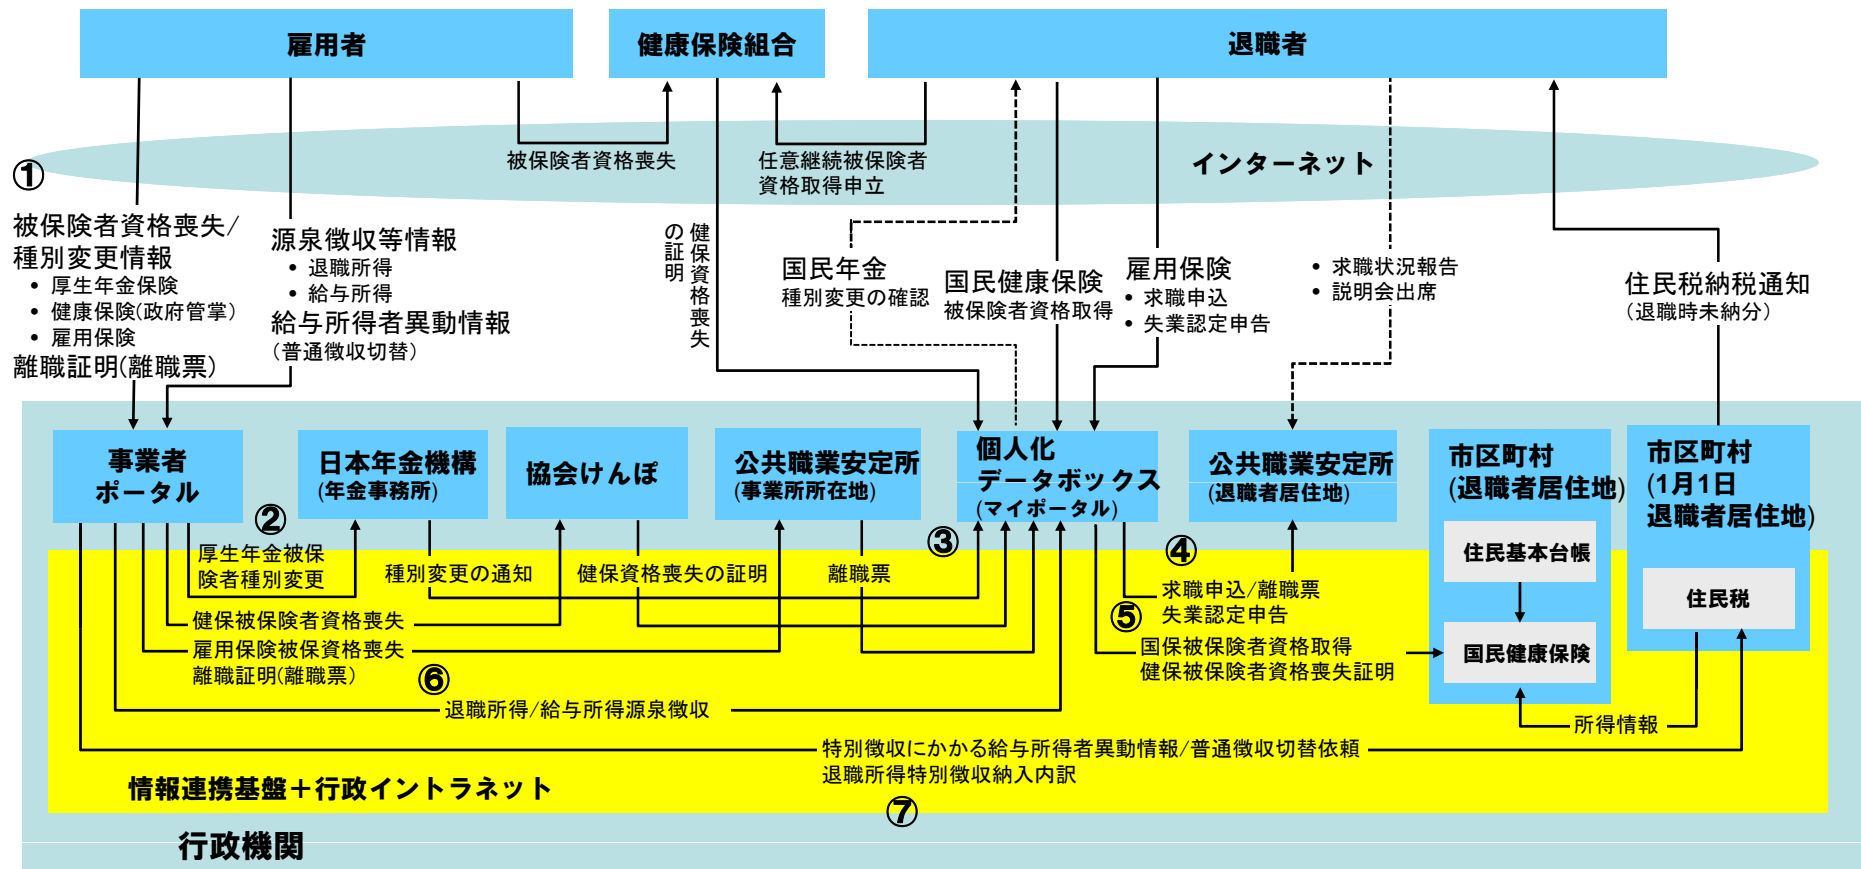 雇用者
健康保険組合
退職者
被保険者資格喪失
任意継続被保険者
資格取得申立
インターネット
①
被保険者資格喪失/
種別変更情報
• 厚生年金保険
• 健康保険(政府管掌)
• 雇用保険
離職証明(離職票)
源泉徴収等情報
• 退職所得
• 給与所得
給与所得者異動情報
(普通徴収切替)
健保資格喪失
の証明
国民年金
種別変更の確認
国民健康保険
被保険者資格取得
雇用保険
• 求職申込
• 失業認定申告
• 求職状況報告
• 説明会出席
住民税納税通知
(退職時未納分)
事業者
ポータル
日本年金機構
(年金事務所)
協会けんぽ
公共職業安定所
(事業所所在地)
個人化
データボックス
(マイポータル)
公共職業安定所
(退職者居住地)
市区町村
(退職者居住地)
住民基本台帳
国民健康保険
市区町村
(1月1日
退職者居住地)
住民税
②
厚生年金被保
険者種別変更
種別変更の通知
健保資格喪失の証明
離職票
③
④
求職申込/離職票
失業認定申告
⑤
国保被保険者資格取得
健保被保険者資格喪失証明
健保被保険者資格喪失
雇用保険被保資格喪失
離職証明(離職票)
⑥
退職所得/給与所得源泉徴収
所得情報
特別徴収にかかる給与所得者異動情報/普通徴収切替依頼
退職所得特別徴収納入内訳
情報連携基盤＋行政イントラネット
⑦
行政機関